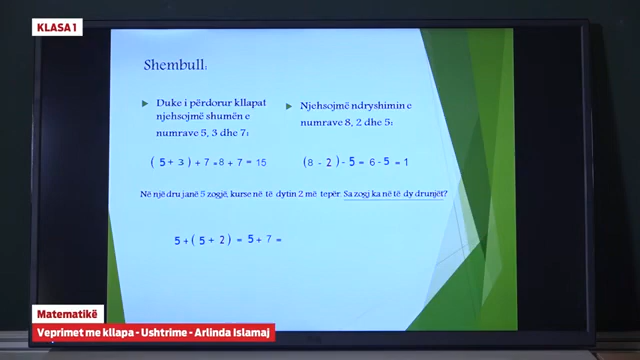 KLASA 1
Shembull:
Duke i përdorur kllapat
njehsojmë shumën e
numrave 5, 3 dhe 7:
(5 + 3) + 7 = 8 + 7 = 15
Njehsojmë ndryshimin e
numrave 8, 2 dhe 5:
(8 - 2) - 5 = 6 - 5 = 1
Në një dru janë 5 zogjë, kurse në të dytin 2 më tepër. Sa zogj ka në të dy drunjët?
5 + (5 + 2) = 5 + 7 =
Matematikë
Veprimet me kllapa - Ushtrime - Arlinda Islamaj